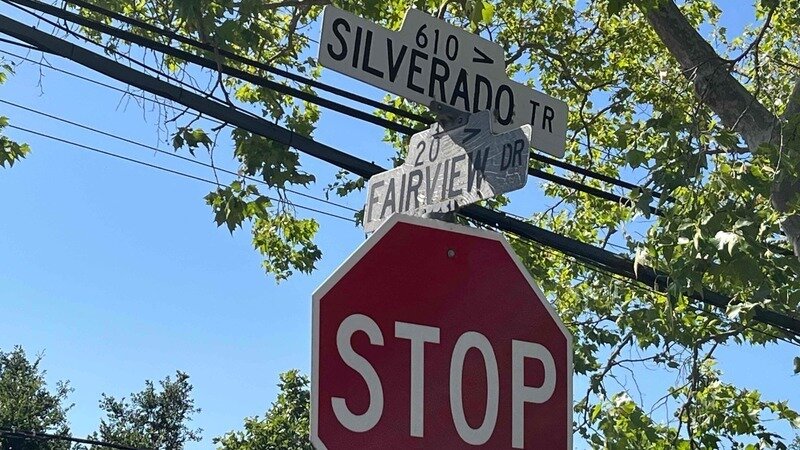 610 >
SILVERADO TR
20 >
FAIRVIEW DR
STOP